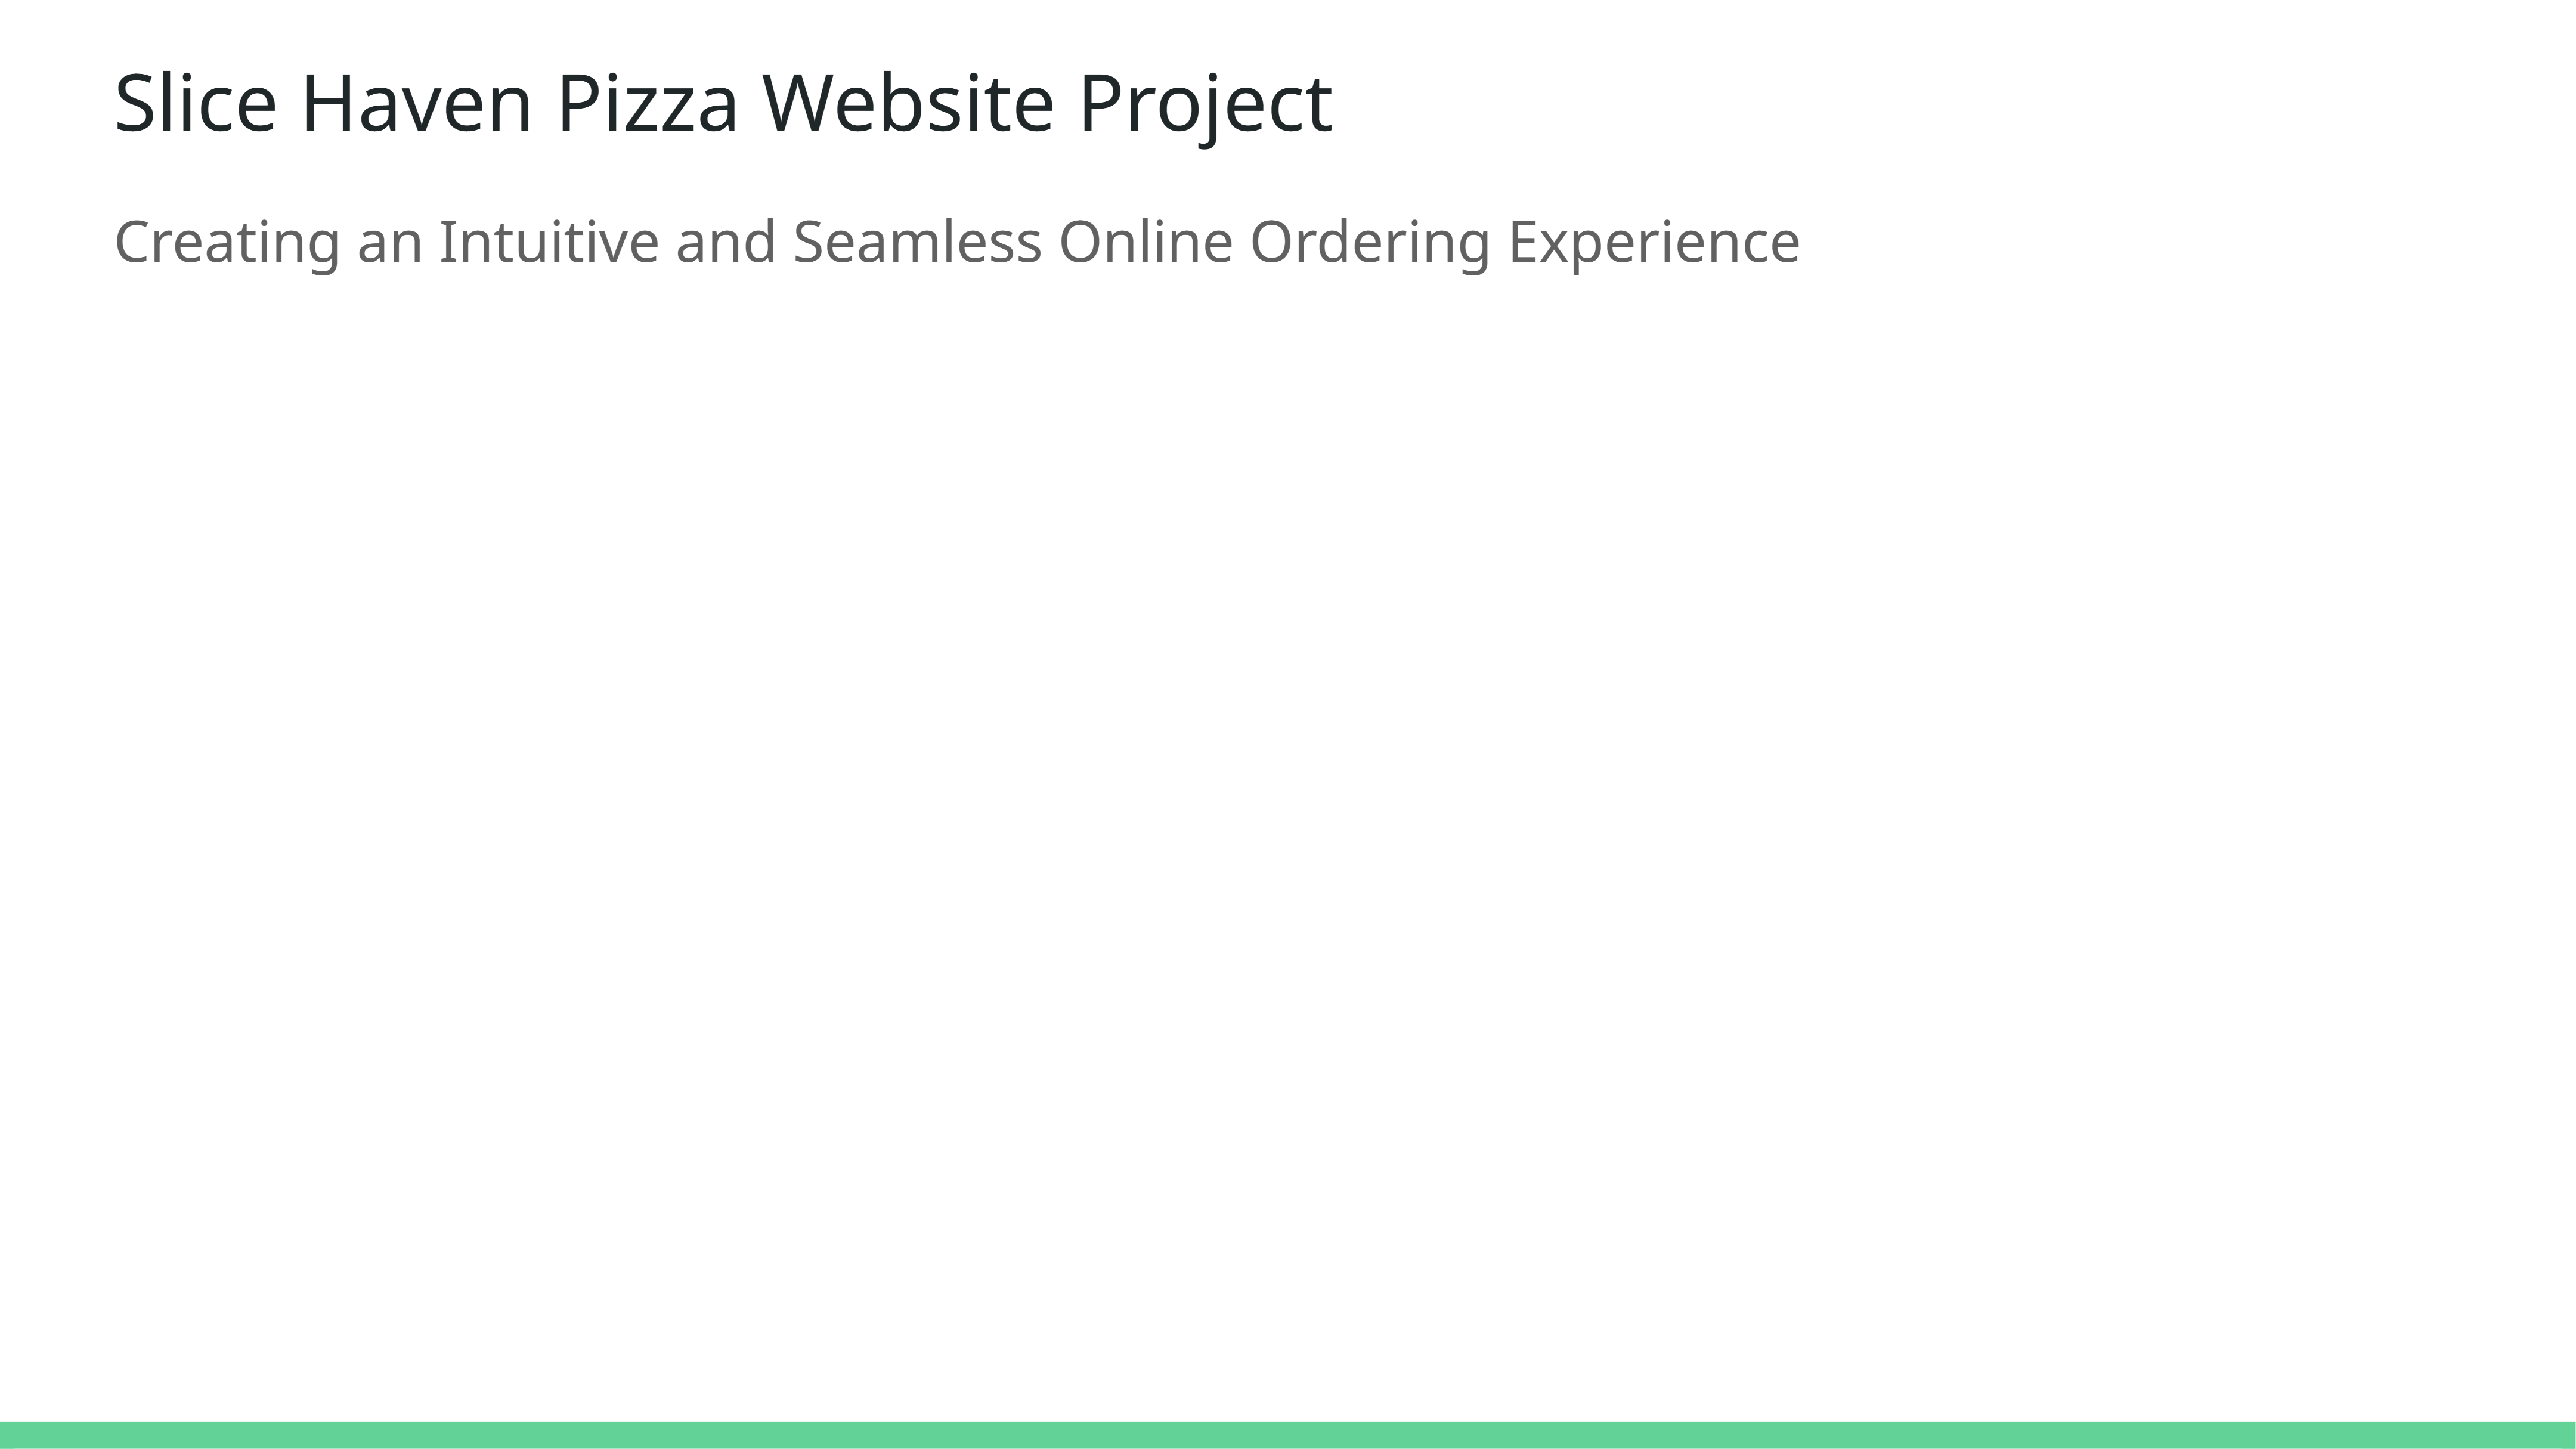 Slice Haven Pizza Website Project
Creating an Intuitive and Seamless Online Ordering Experience